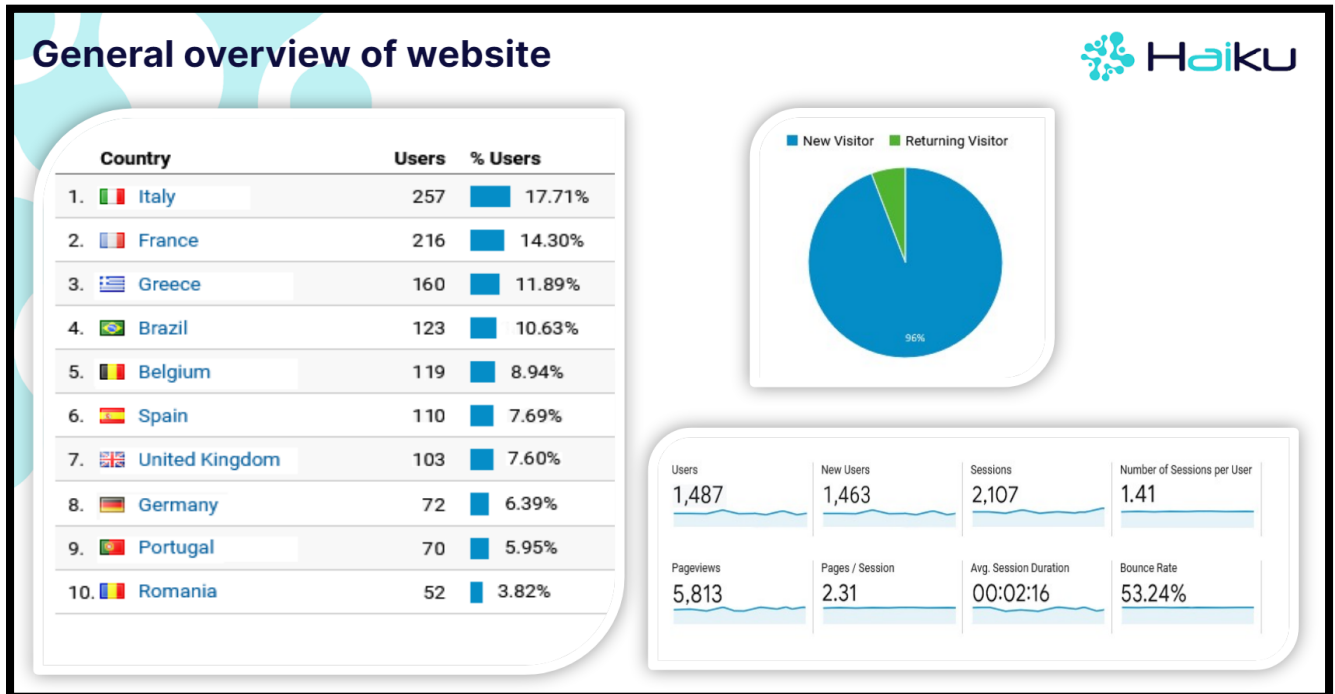 General overview of website
Haiku
Country Users % Users
1. Italy 257 17.71%
2. France 216 14.30%
3. Greece 160 11.89%
4. Brazil 123 10.63%
5. Belgium 119 8.94%
6. Spain 110 7.69%
7. United Kingdom 103 7.60%
8. Germany 72 6.39%
9. Portugal 70 5.95%
10. Romania 52 3.82%
New Visitor Returning Visitor
96%
Users New Users Sessions Number of Sessions per User
1,487 1,463 2,107 1.41
Pageviews Pages / Session Avg. Session Duration Bounce Rate
5,813 2.31 00:02:16 53.24%